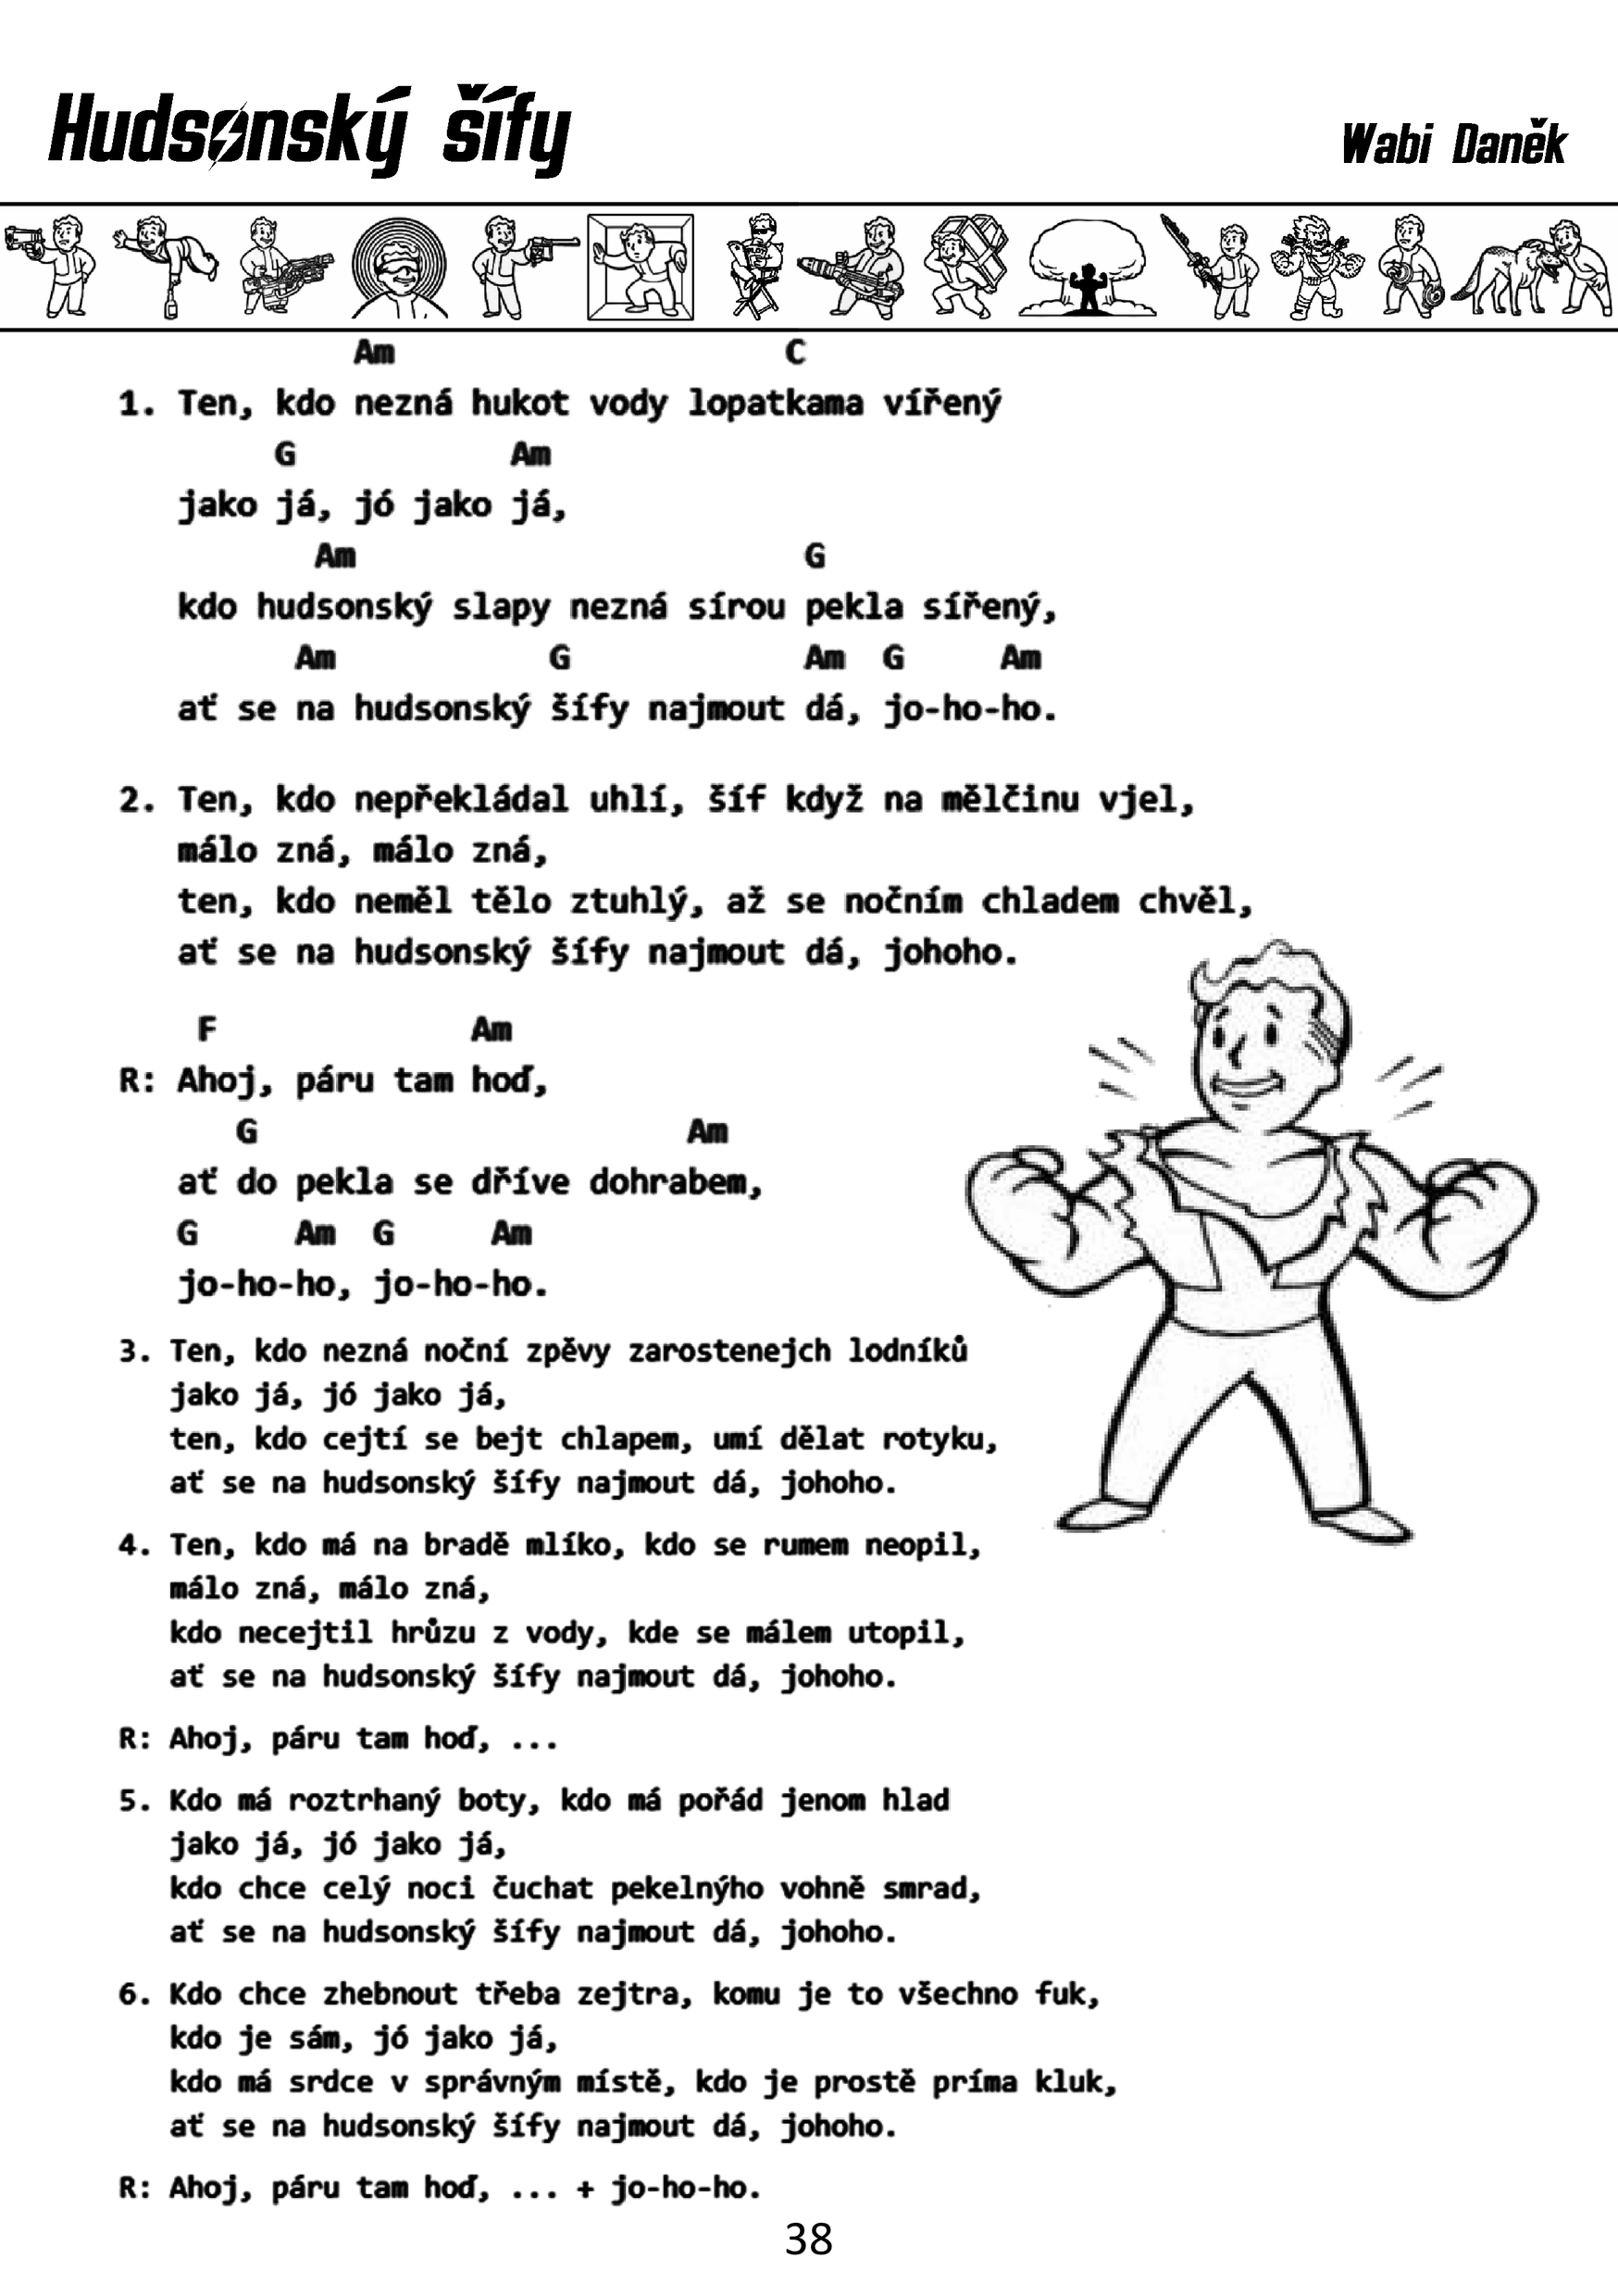 Hudsonský šífy
Wabi Daněk
Am C
1. Ten, kdo nezná hukot vody lopatkama vířený
G Am
jako já, jó jako já,
Am G
kdo hudsonský slapy nezná sírou pekla sířený,
Am G Am G Am
ať se na hudsonský šífy najmout dá, jo-ho-ho.
2. Ten, kdo nepřekládal uhlí, šíf když na mělčinu vjel,
málo zná, málo zná,
ten, kdo neměl tělo ztuhlý, až se nočním chladem chvěl,
ať se na hudsonský šífy najmout dá, johoho.
F Am
R: Ahoj, páru tam hoď,
G Am
ať do pekla se dříve dohrabem,
G Am G Am
jo-ho-ho, jo-ho-ho.
3. Ten, kdo nezná noční zpěvy zarostenejch lodníků
jako já, jó jako já,
ten, kdo cejtí se bejt chlapem, umí dělat rotyku,
ať se na hudsonský šífy najmout dá, johoho.
4. Ten, kdo má na bradě mlíko, kdo se rumem neopil,
málo zná, málo zná,
kdo necejtil hrůzu z vody, kde se málem utopil,
ať se na hudsonský šífy najmout dá, johoho.
R: Ahoj, páru tam hoď, ...
5. Kdo má roztrhaný boty, kdo má pořád jenom hlad
jako já, jó jako já,
kdo chce celý noci čuchat pekelnýho vohně smrad,
ať se na hudsonský šífy najmout dá, johoho.
6. Kdo chce zhebnout třeba zejtra, komu je to všechno fuk,
kdo je sám, jó jako já,
kdo má srdce v správným místě, kdo je prostě príma kluk,
ať se na hudsonský šífy najmout dá, johoho.
R: Ahoj, páru tam hoď, ... + jo-ho-ho.
38